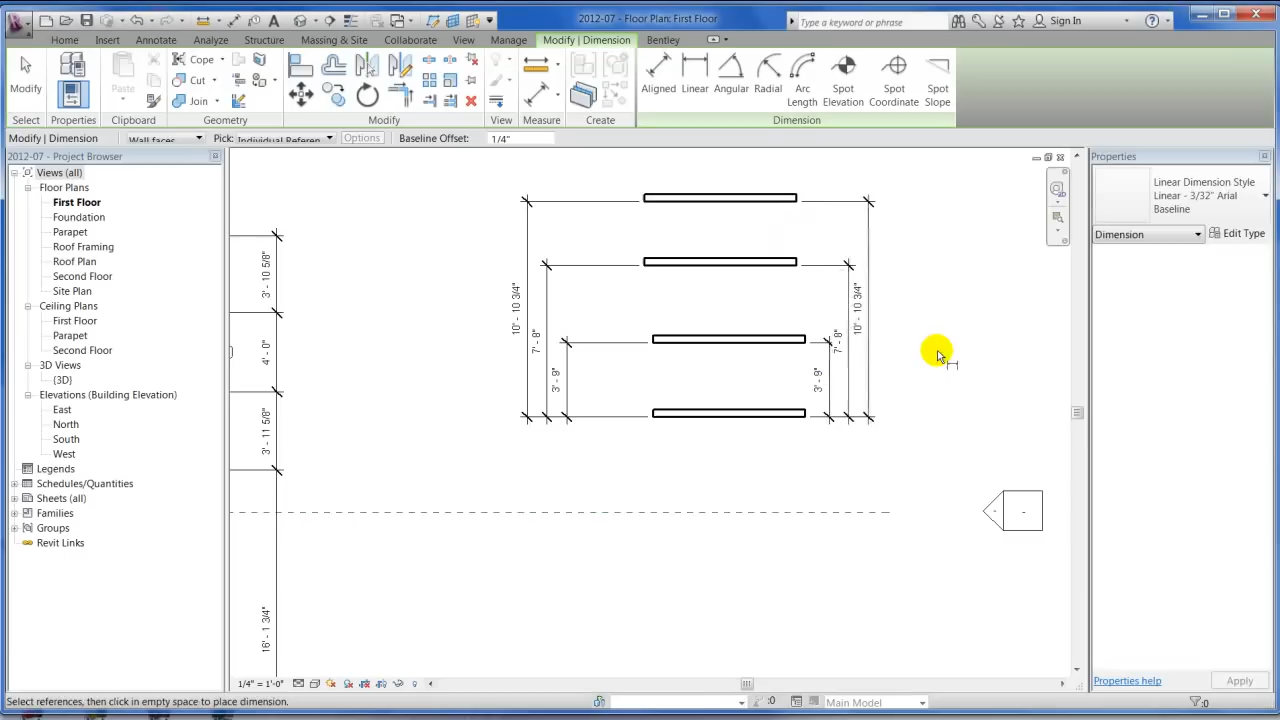 2012-07 - Floor Plan: First Floor
Type a keyword or phrase
Sign In
Home Insert Annotate Analyze Structure Massing & Site Collaborate View Manage Modify | Dimension Bentley
Modify
Paste
Cope
Cut
Join
Aligned Linear Angular Radial Arc Length Spot Elevation Spot Coordinate Spot Slope
Select Properties Clipboard Geometry Modify View Measure Create Dimension
Modify | Dimension Wall faces Pick: Individual Referen Options Baseline Offset: 1/4"
2012-07 - Project Browser
Views (all)
Floor Plans
First Floor
Foundation
Parapet
Roof Framing
Roof Plan
Second Floor
Site Plan
Ceiling Plans
First Floor
Parapet
Second Floor
3D Views
{3D}
Elevations (Building Elevation)
East
North
South
West
Legends
Schedules/Quantities
Sheets (all)
Families
Groups
Revit Links
3' - 10 5/8"
4' - 0"
3' - 11 5/8"
16' - 1 3/4"
10' - 10 3/4"
7' - 8"
3' - 9"
3' - 9"
7' - 8"
10' - 10 3/4"
Properties
Linear Dimension Style
Linear - 3/32" Arial
Baseline
Dimension
Edit Type
Properties help
Apply
1/4" = 1'-0"
Select references, then click in empty space to place dimension.
:0
Main Model
:0